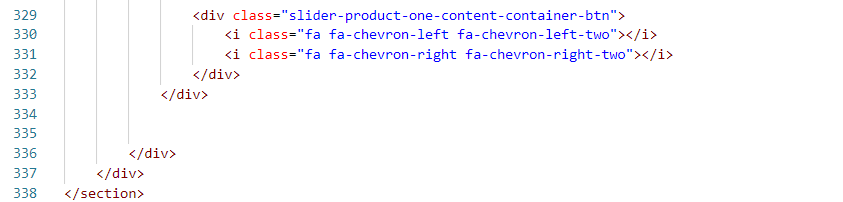 329 <div class="slider-product-one-content-container-btn">
330 <i class="fa fa-chevron-left fa-chevron-left-two"></i>
331 <i class="fa fa-chevron-right fa-chevron-right-two"></i>
332 </div>
333 </div>
334
335
336 </div>
337 </div>
338 </section>